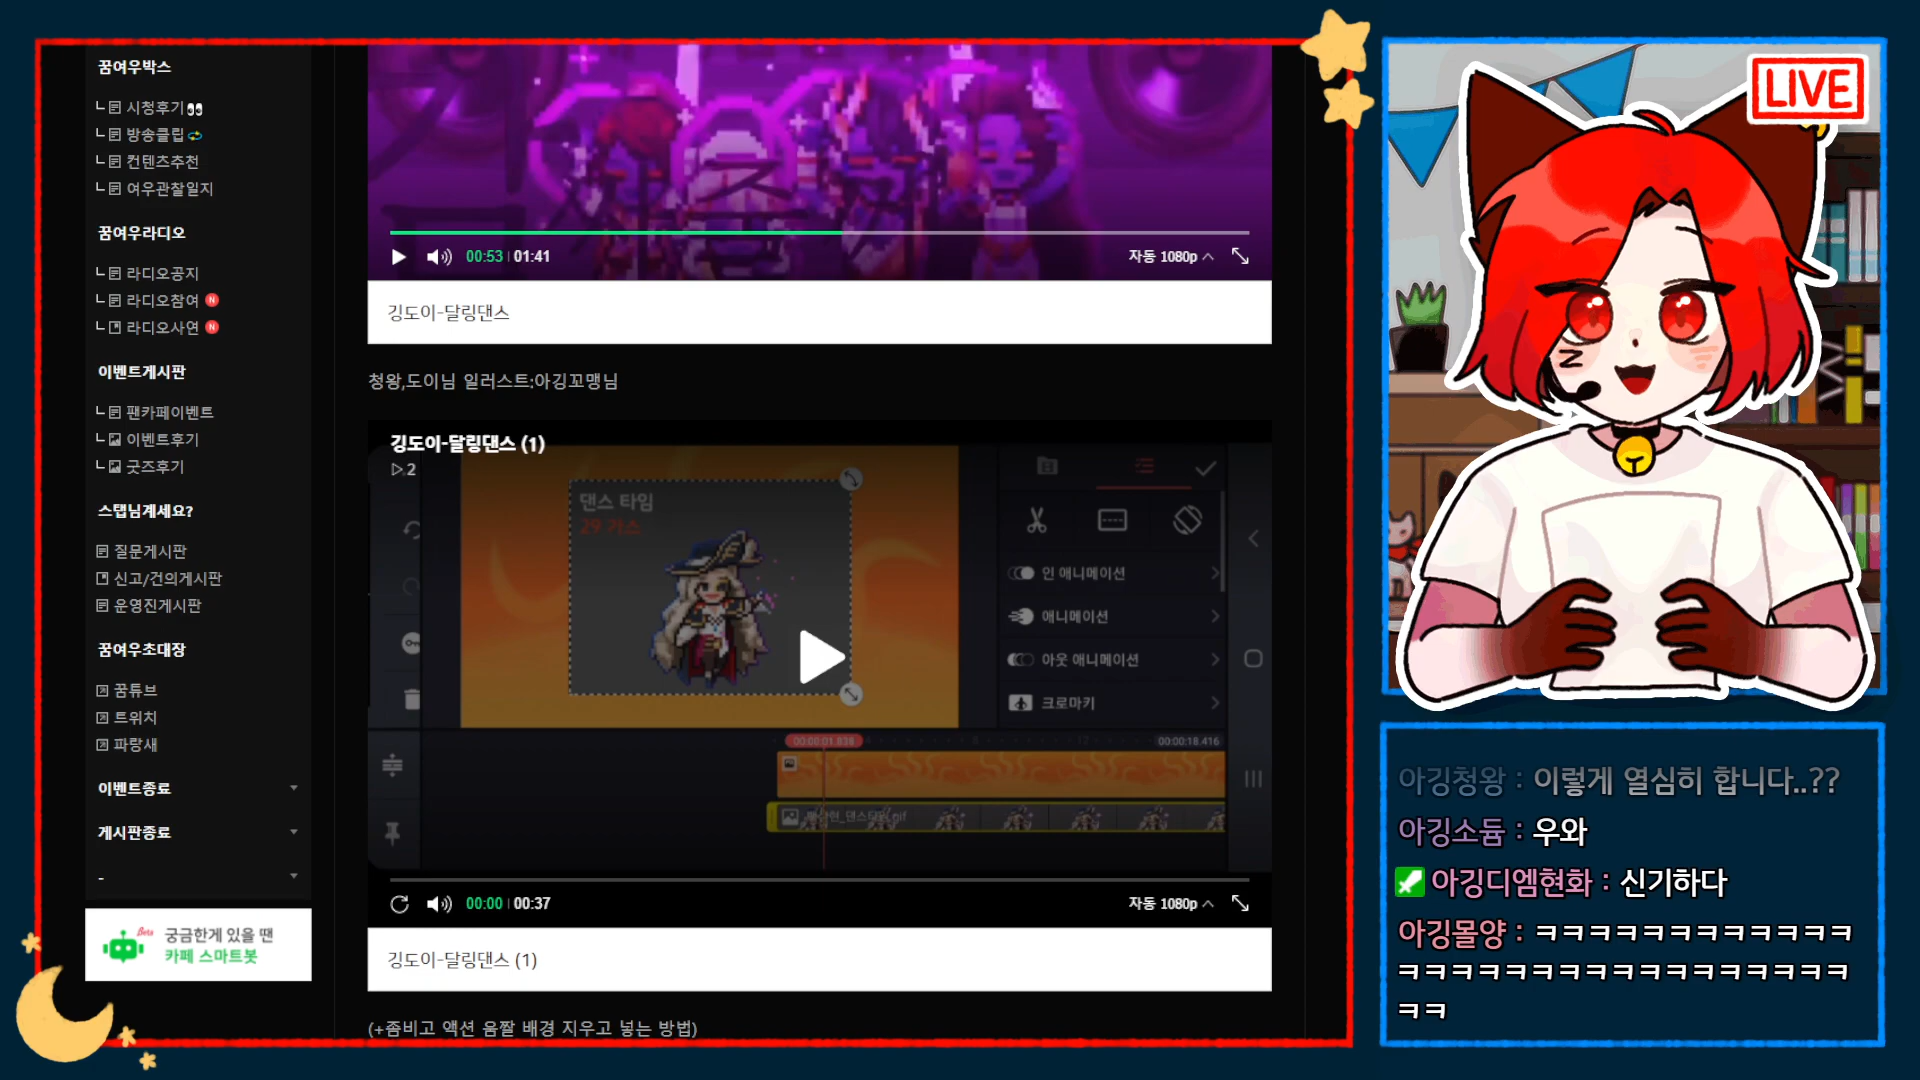 꿈여우박스
시청후기
방송클립
컨텐츠추천
여우관찰일지
꿈여우라디오
라디오공지
라디오참여 N
라디오사연 N
이벤트게시판
팬카페이벤트
이벤트후기
굿즈후기
스탭님계세요?
질문게시판
신고/건의게시판
운영진게시판
꿈여우초대장
꿈튜브
트위치
파랑새
이벤트종료
게시판종료
-
Beta 궁금한게 있을 땐
카페 스마트봇
00:53 01:41
자동 1080p
깅도이-달링댄스
청왕,도이님 일러스트:아깅꼬맹님
깅도이-달링댄스 (1)
2
댄스 타임
인 애니메이션
애니메이션
아웃 애니메이션
크로마키
00:00:01.838
00:00:18.416
00:00 00:37
자동 1080p
깅도이-달링댄스 (1)
(+좀비고 액션 움짤 배경 지우고 넣는 방법)
LIVE
아깅청왕 : 이렇게 열심히 합니다..??
아깅소듐 : 우와
아깅디엠현화 : 신기하다
아깅몰양 : ㅋㅋㅋㅋㅋㅋㅋㅋㅋㅋㅋㅋ
ㅋㅋㅋㅋㅋㅋㅋㅋㅋㅋㅋㅋㅋㅋㅋㅋㅋ
ㅋㅋ